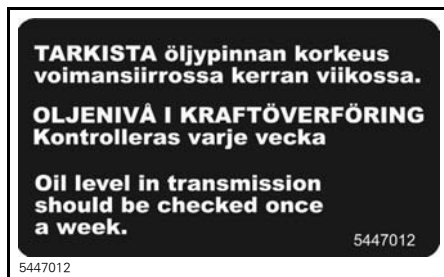 TARKISTA öljypinnan korkeus
voimansiirrossa kerran viikossa.
OLJENIVÅ I KRAFTÖVERFÖRING
Kontrolleras varje vecka
Oil level in transmission
should be checked once
a week.
5447012
5447012